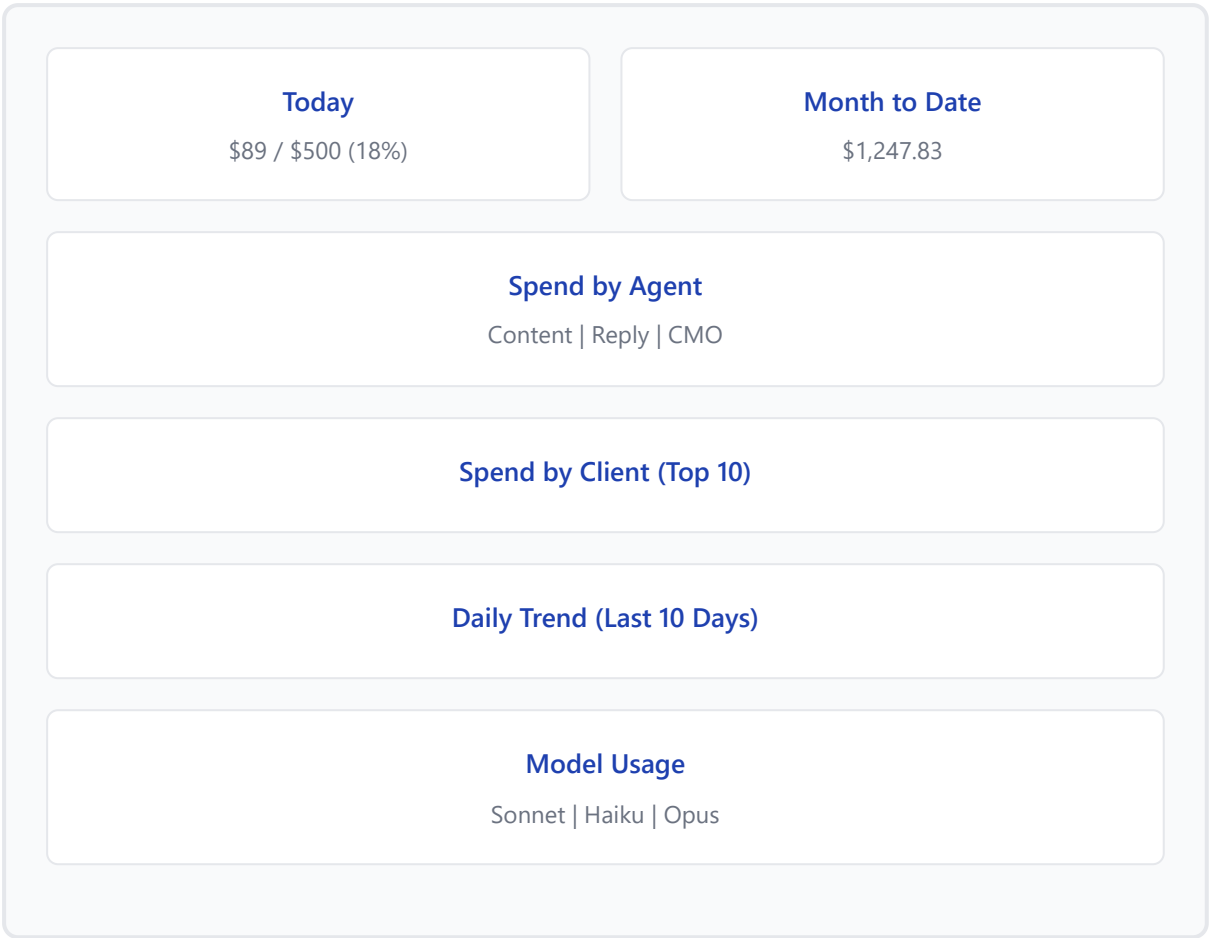 Today
$89 / $500 (18%)
Month to Date
$1,247.83
Spend by Agent
Content | Reply | CMO
Spend by Client (Top 10)
Daily Trend (Last 10 Days)
Model Usage
Sonnet | Haiku | Opus